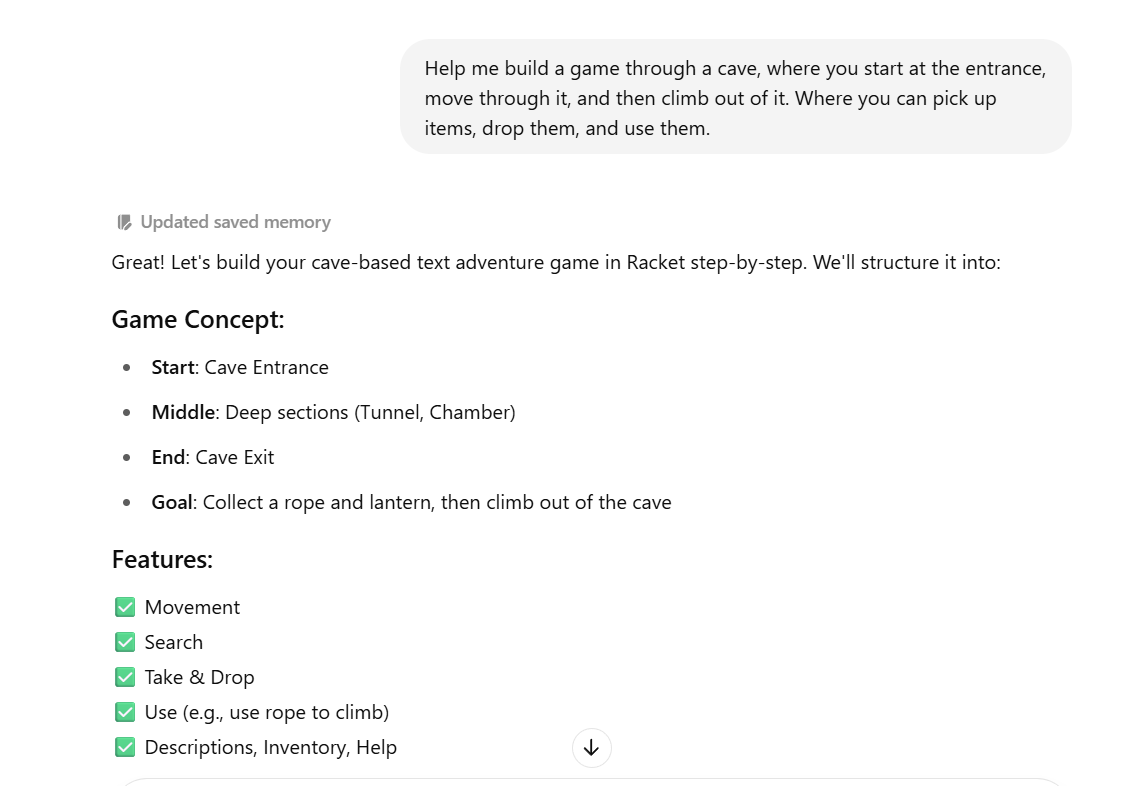 Help me build a game through a cave, where you start at the entrance,
move through it, and then climb out of it. Where you can pick up
items, drop them, and use them.
Updated saved memory
Great! Let's build your cave-based text adventure game in Racket step-by-step. We'll structure it into:
Game Concept:
• Start: Cave Entrance
• Middle: Deep sections (Tunnel, Chamber)
• End: Cave Exit
• Goal: Collect a rope and lantern, then climb out of the cave
Features:
✅ Movement
✅ Search
✅ Take & Drop
✅ Use (e.g., use rope to climb)
✅ Descriptions, Inventory, Help